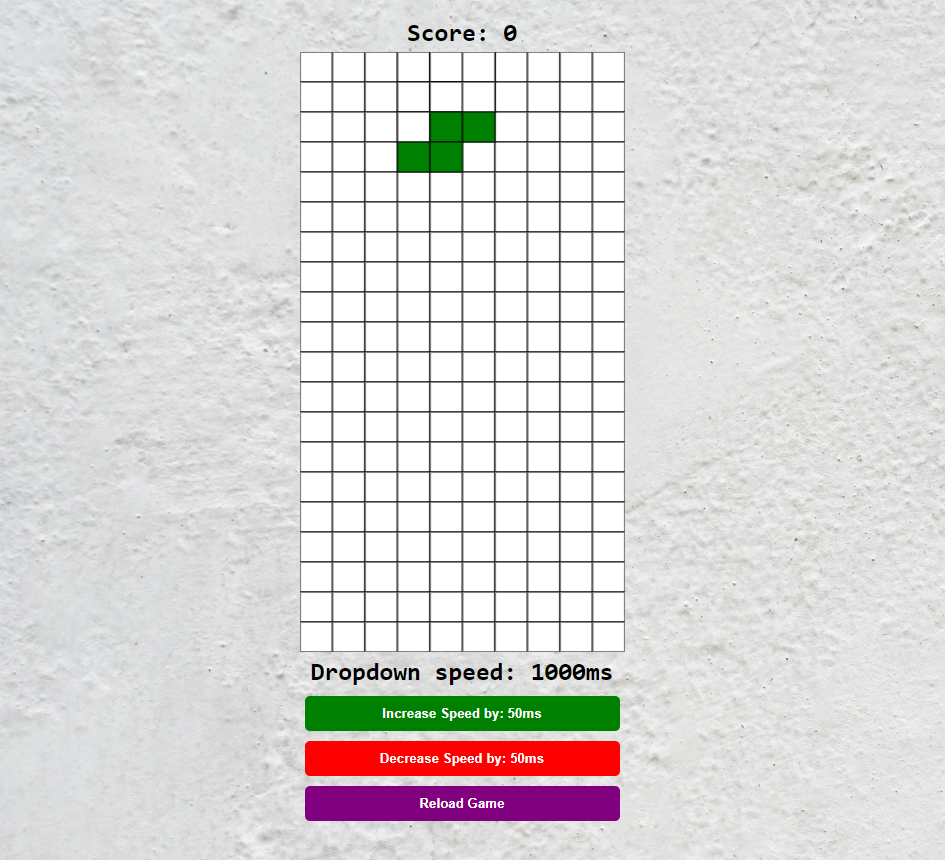 Score: 0
Dropdown speed: 1000ms
Increase Speed by: 50ms
Decrease Speed by: 50ms
Reload Game